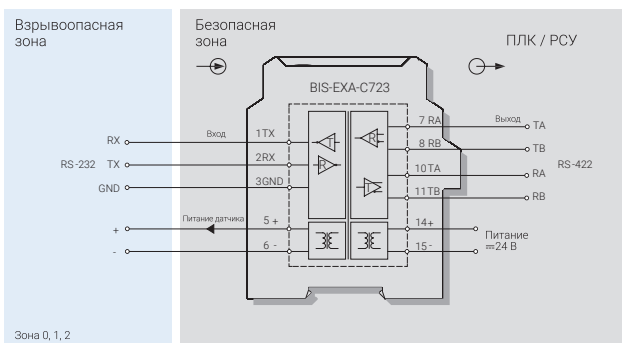 Взрывоопасная
зона
Безопасная
зона
ПЛК / РСУ
BIS-EXA-C723
Вход
Выход
RX
1TX
7 RA
TA
RS-232
TX
2RX
8 RB
TB
GND
3GND
10TA
RA
RS-422
11TB
RB
T
R
R
T
Питание датчика
+
5 +
14+
Питание
24 В
-
6 -
15-
Зона 0, 1, 2